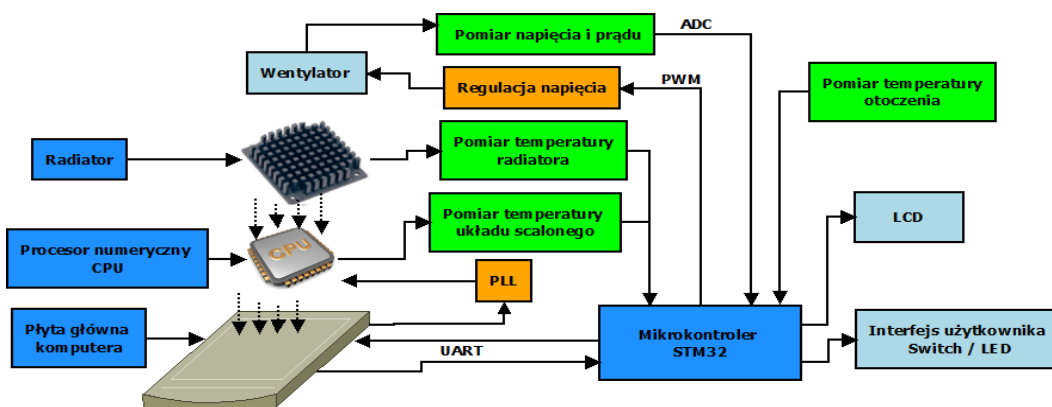 Pomiar napięcia i prądu
ADC
Wentylator
Regulacja napięcia
PWM
Pomiar temperatury
otoczenia
Radiator
Pomiar temperatury
radiatora
Pomiar temperatury
układu scalonego
LCD
Procesor numeryczny
CPU
CPU
PLL
Płyta główna
komputera
UART
Mikrokontroler
STM32
Interfejs użytkownika
Switch / LED